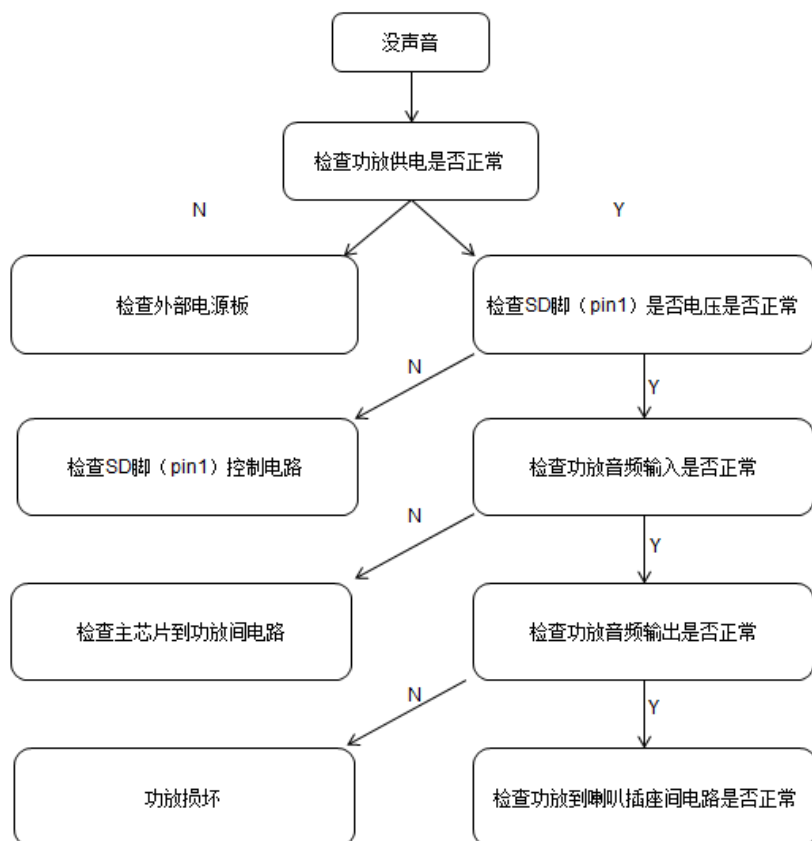 没声音
检查功放供电是否正常
N
Y
检查外部电源板
检查SD脚（pin1）是否电压是否正常
N
Y
检查SD脚（pin1）控制电路
检查功放音频输入是否正常
N
Y
检查主芯片到功放间电路
检查功放音频输出是否正常
N
Y
功放损坏
检查功放到喇叭插座间电路是否正常